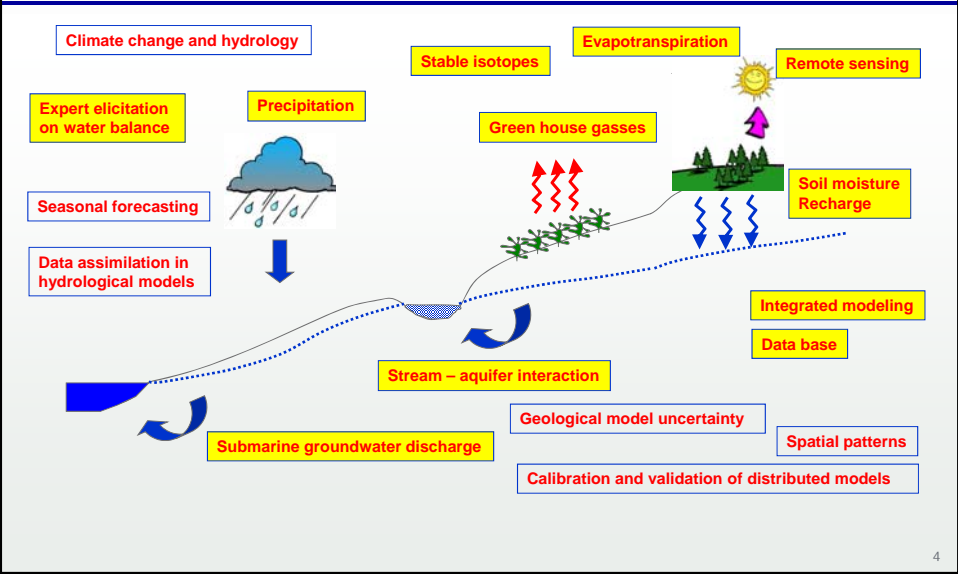 Climate change and hydrology
Evapotranspiration
Stable isotopes
Remote sensing
Expert elicitation
on water balance
Precipitation
Green house gasses
Seasonal forecasting
Soil moisture
Recharge
Data assimilation in
hydrological models
Integrated modeling
Data base
Stream – aquifer interaction
Geological model uncertainty
Spatial patterns
Submarine groundwater discharge
Calibration and validation of distributed models
4